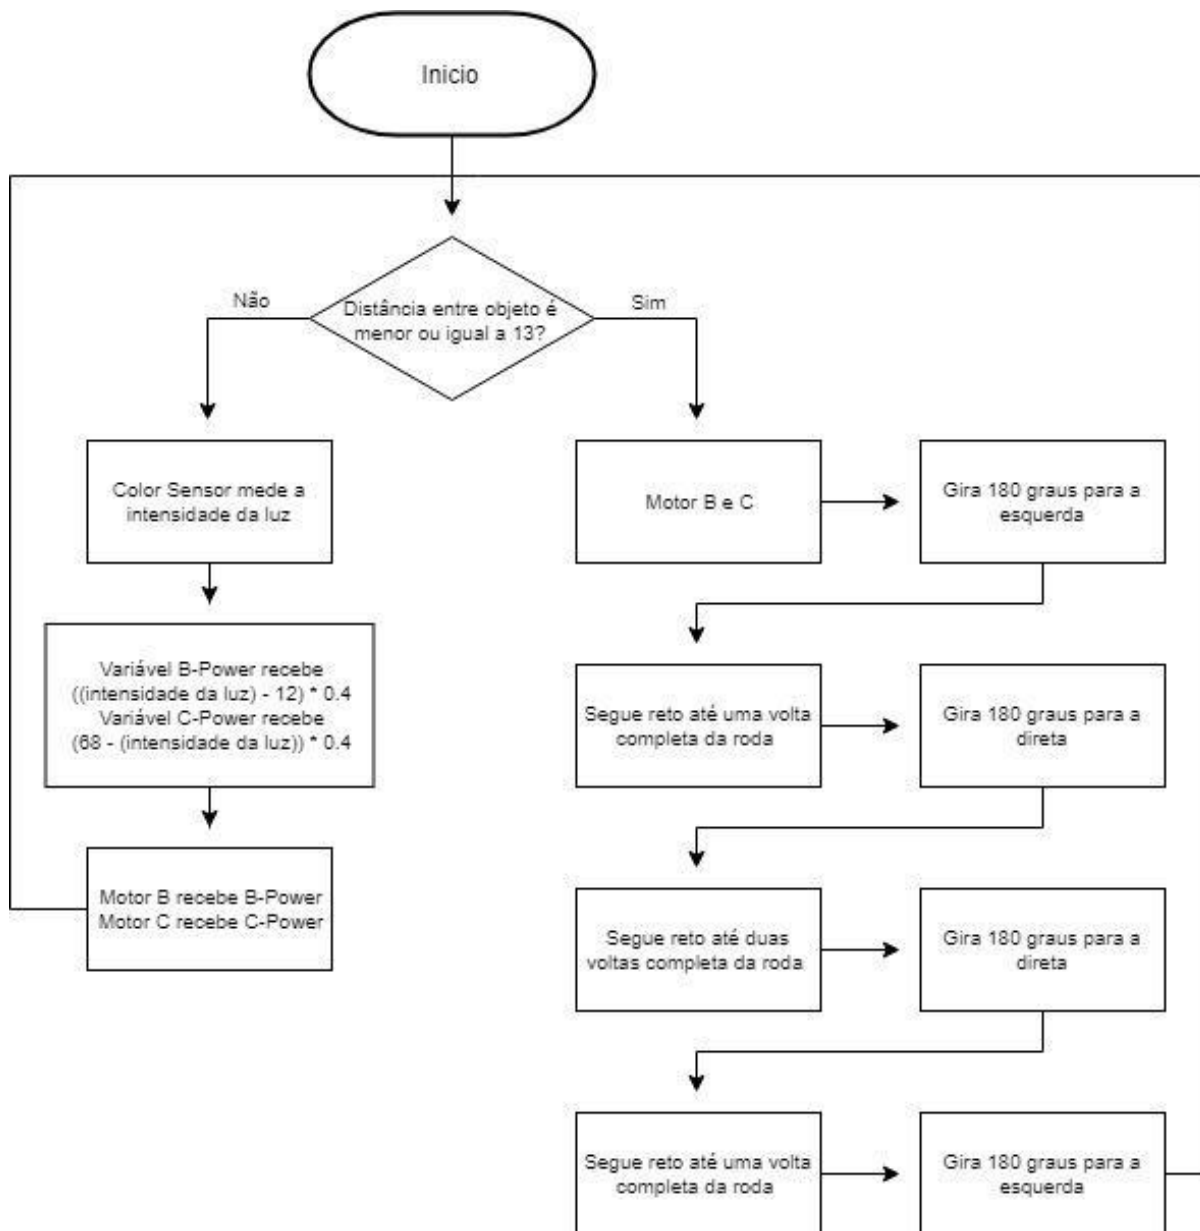 Inicio
Não
Sim
Distância entre objeto é
menor ou igual a 13?
Color Sensor mede a
intensidade da luz
Motor B e C
Gira 180 graus para a
esquerda
Variável B-Power recebe
((intensidade da luz) - 12) * 0.4
Variável C-Power recebe
(68 - (intensidade da luz)) * 0.4
Segue reto até uma volta
completa da roda
Gira 180 graus para a
direta
Motor B recebe B-Power
Motor C recebe C-Power
Segue reto até duas
voltas completa da roda
Gira 180 graus para a
direta
Segue reto até uma volta
completa da roda
Gira 180 graus para a
esquerda